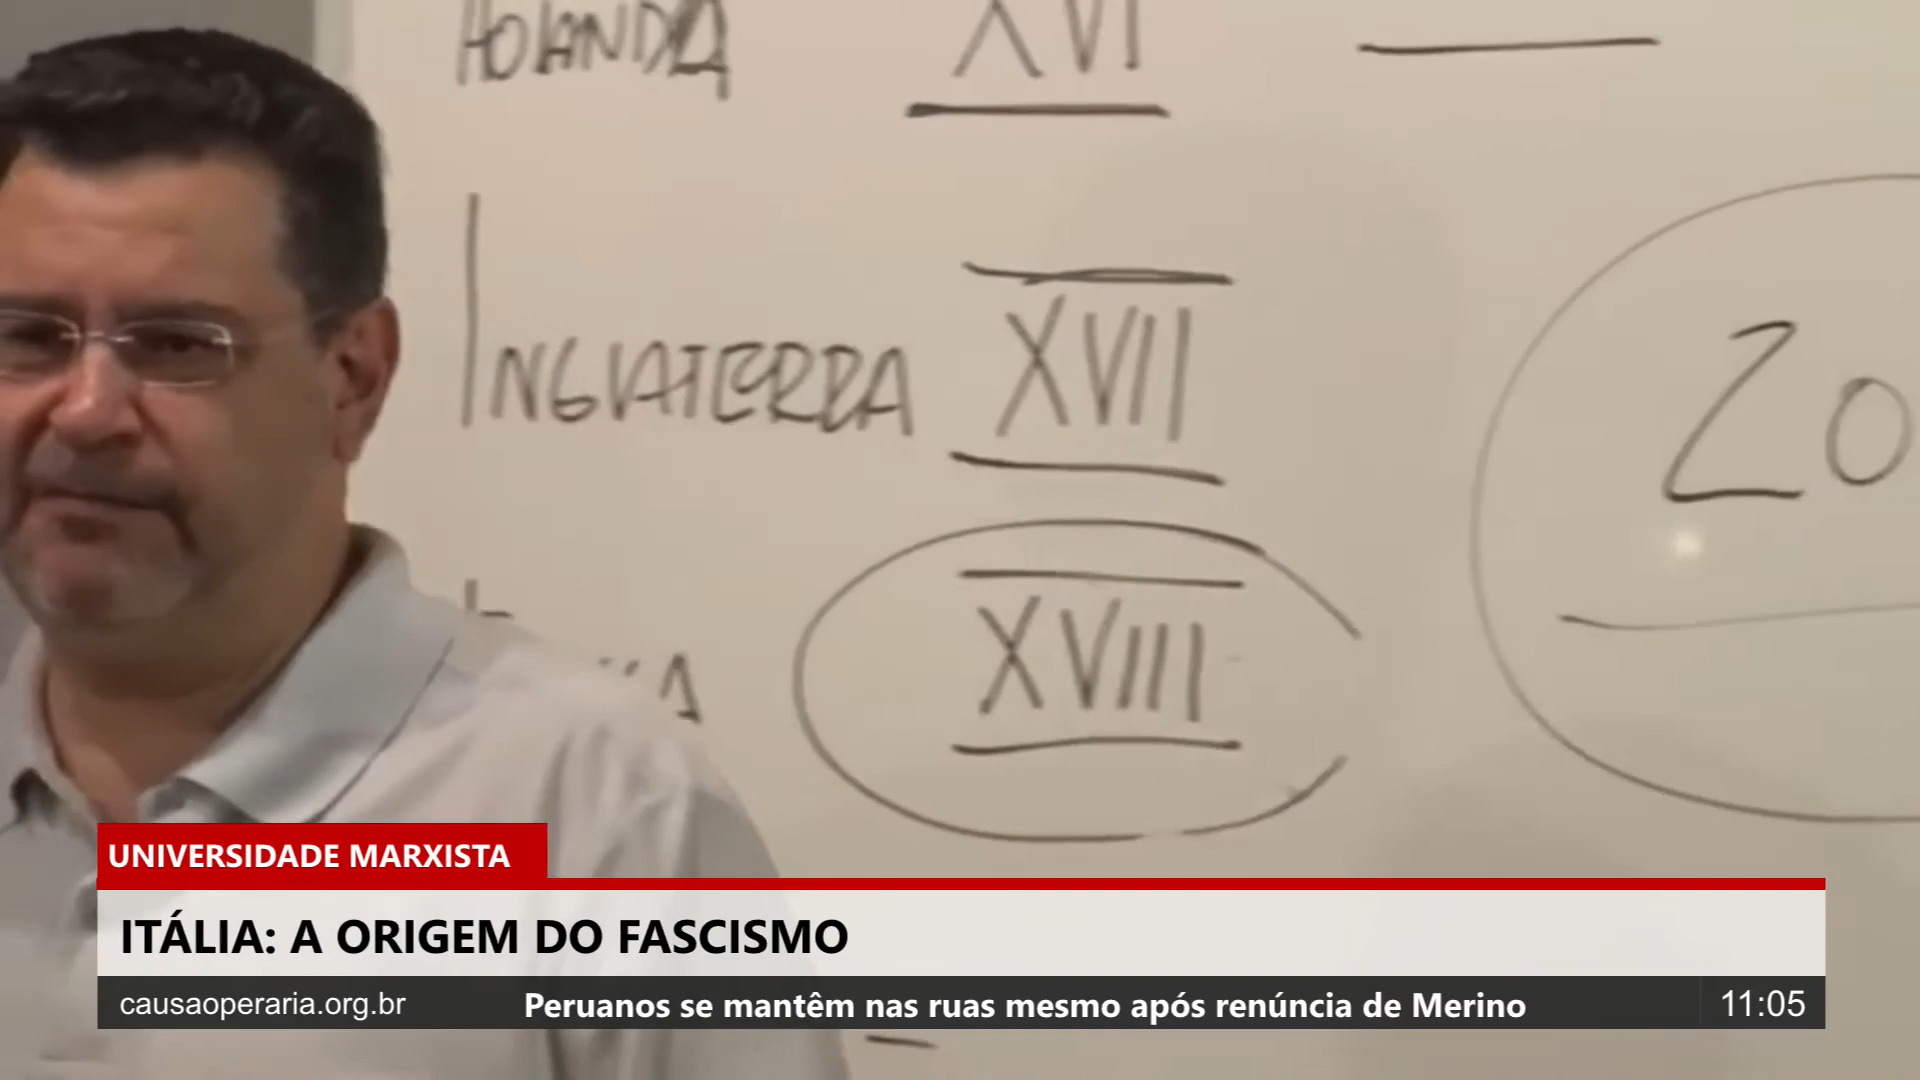 HOLANDA XVI
INGLATERRA XVII
XVIII
20
UNIVERSIDADE MARXISTA
ITÁLIA: A ORIGEM DO FASCISMO
causaoperaria.org.br Peruanos se mantêm nas ruas mesmo após renúncia de Merino 11:05